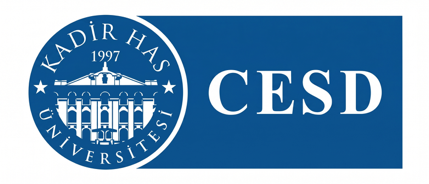 KADİR HAS
1997
ÜNİVERSİTESİ
CESD